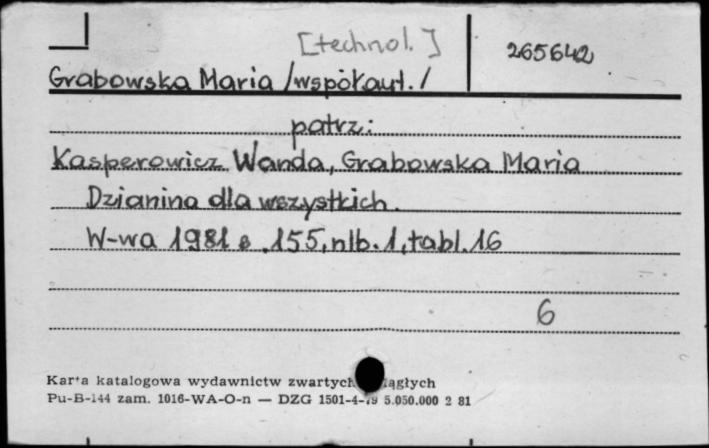 [technol.] 265642
Grabowska Maria /współaut./
patrz:
Kasperowicz Wanda, Grabowska Maria
Dzianina dla wszystkich.
W-wa 1981 s. 155, nlb. 1, tabl. 16
6
Karta katalogowa wydawnictw zwartych
Pu-B-144 zam. 1016-WA-O-n — DZG 1501-4-79 5.050.000 2 81